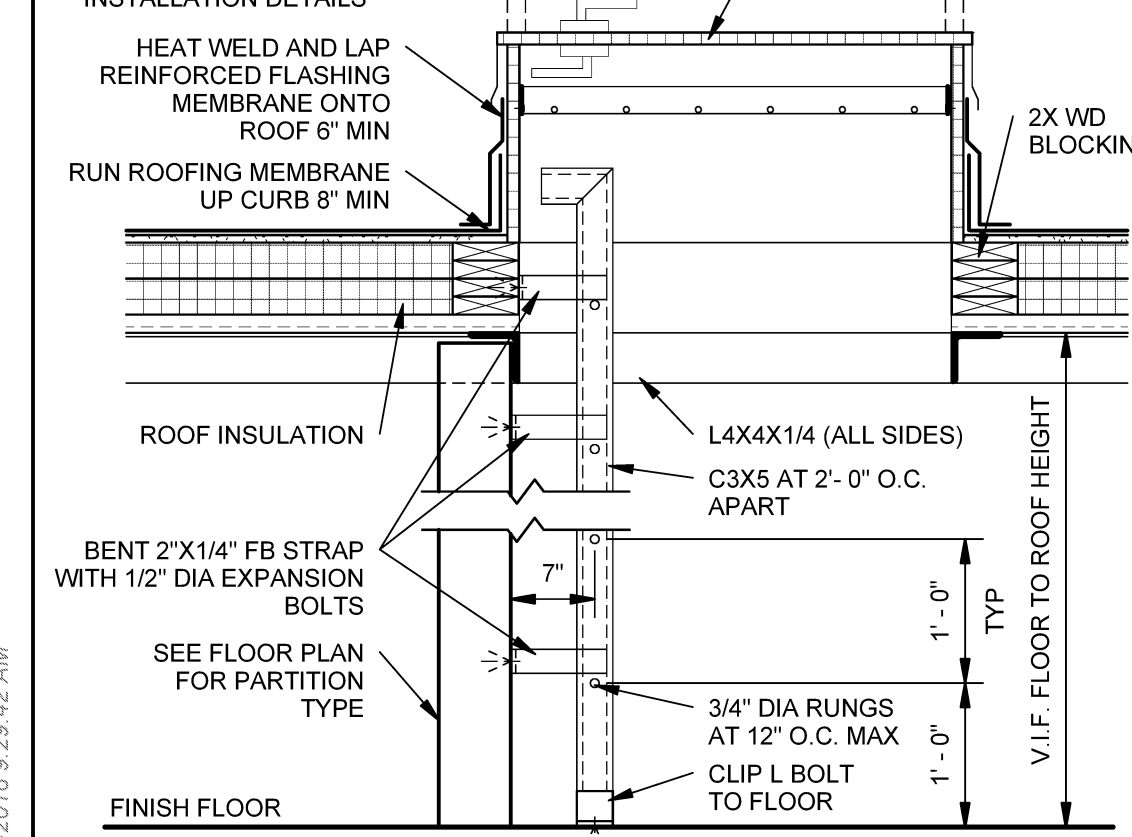 INSTALLATION DETAILS
HEAT WELD AND LAP
REINFORCED FLASHING
MEMBRANE ONTO
ROOF 6" MIN
RUN ROOFING MEMBRANE
UP CURB 8" MIN
2X WD
BLOCKIN
ROOF INSULATION
L4X4X1/4 (ALL SIDES)
C3X5 AT 2'- 0" O.C.
APART
BENT 2"X1/4" FB STRAP
WITH 1/2" DIA EXPANSION
BOLTS
7"
1' - 0"
TYP
V.I.F. FLOOR TO ROOF HEIGHT
SEE FLOOR PLAN
FOR PARTITION
TYPE
3/4" DIA RUNGS
AT 12" O.C. MAX
1' - 0"
CLIP L BOLT
TO FLOOR
FINISH FLOOR